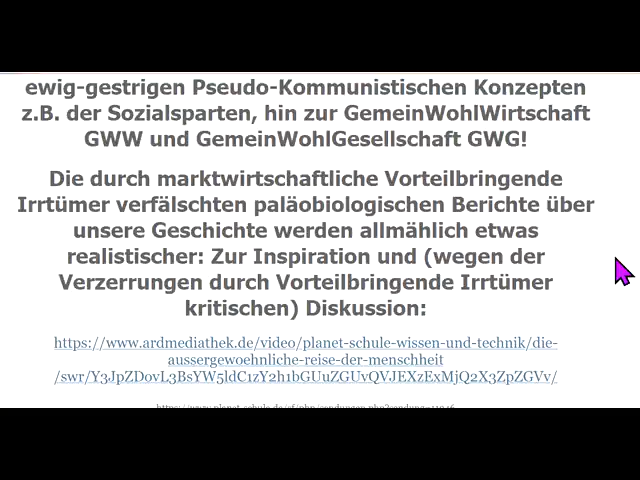 ewig-gestrigen Pseudo-Kommunistischen Konzepten
z.B. der Sozialsparten, hin zur GemeinWohlWirtschaft
GWW und GemeinWohlGesellschaft GWG!
Die durch marktwirtschaftliche Vorteilbringende
Irrtümer verfälschten paläobiologischen Berichte über
unsere Geschichte werden allmählich etwas
realistischer: Zur Inspiration und (wegen der
Verzerrungen durch Vorteilbringende Irrtümer
kritischen) Diskussion:
https://www.ardmediathek.de/video/planet-schule-wissen-und-technik/die-
aussergewoehnliche-reise-der-menschheit
/swr/Y3JpZDovL3BsYW5ldC1zY2h1bGUuZGUvQVJEXzExMjQ2X3ZpZGVv/